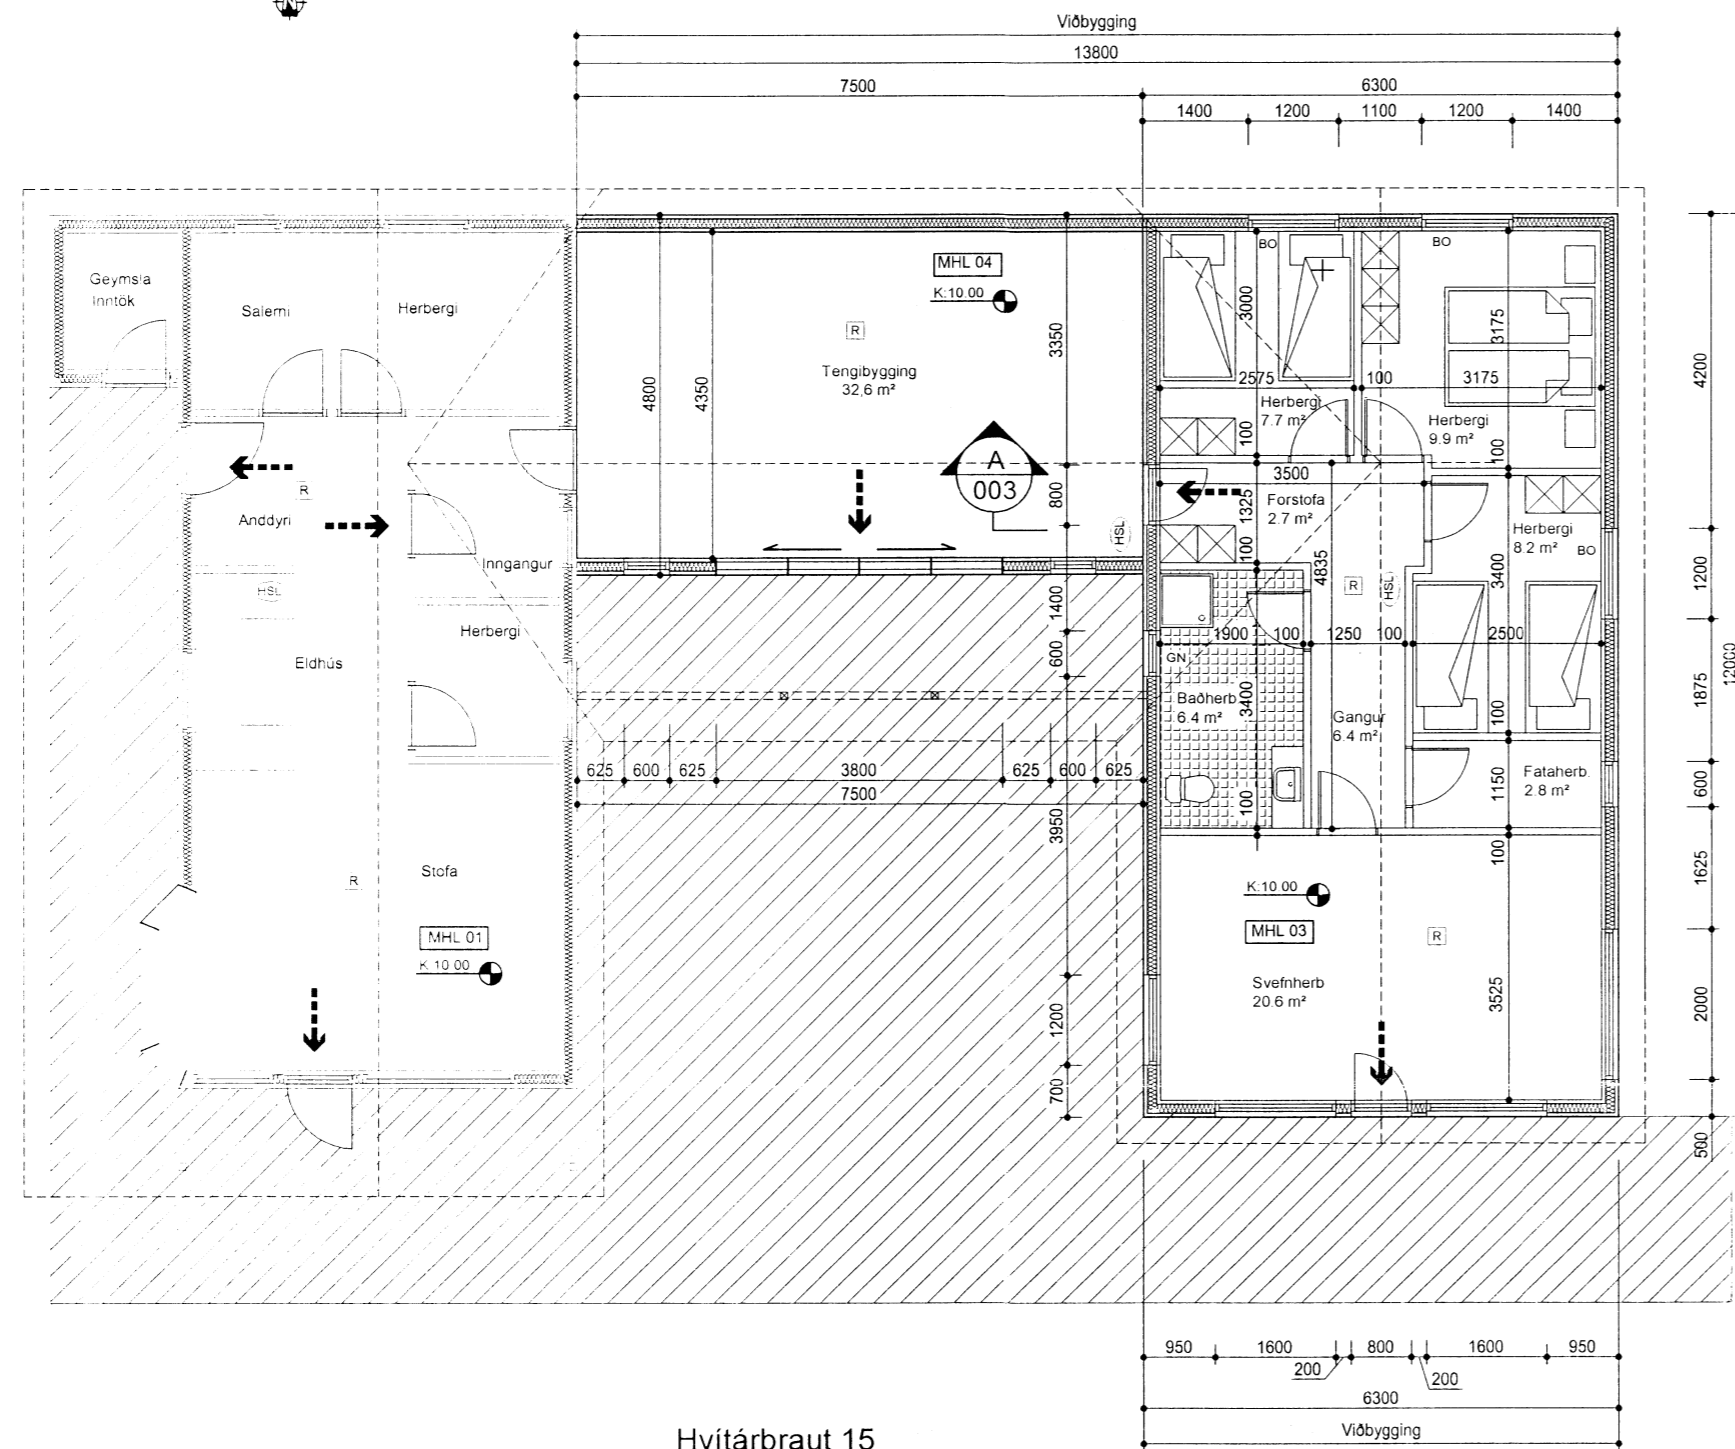 N
Viðbygging
13800
7500
6300
1400
1200
1100
1200
1400
Geymsla
Inntök
Salerni
Herbergi
MHL 04
K:10.00
R
Tengibygging
32,6 m²
4800
4350
3350
A
003
800
HSL
BO
BO
3000
3175
2575
100
3175
Herbergi
7.7 m²
Herbergi
9.9 m²
100
100
3500
Forstofa
2.7 m²
1325
100
4835
R
HSL
Herbergi
8.2 m²
BO
3400
4200
1200
12000
1875
600
1625
2000
500
R
Anddyri
Inngangur
HSL
Herbergi
Eldhús
1400
600
1900
100
1250
100
2500
GN
Baðherb
6.4 m²
3400
Gangur
6.4 m²
100
625
600
625
3800
625
600
625
7500
3950
100
1150
Fataherb.
2.8 m²
100
Stofa
R
MHL 01
K 10 00
K:10 00
MHL 03
R
Svefnherb
20.6 m²
3525
1200
700
950
1600
800
1600
950
200
200
6300
Viðbygging
Hvítárbraut 15